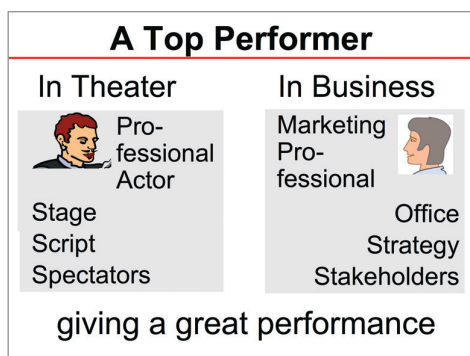 A Top Performer
In Theater
Pro-
fessional
Actor
Stage
Script
Spectators
In Business
Marketing
Pro-
fessional
Office
Strategy
Stakeholders
giving a great performance